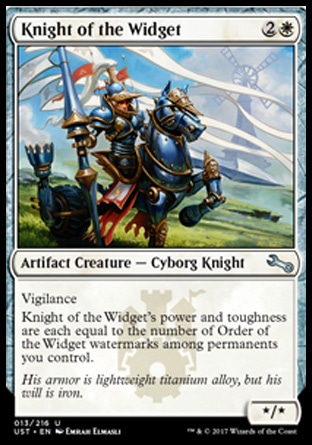 Knight of the Widget 2
Artifact Creature — Cyborg Knight
Vigilance
Knight of the Widget's power and toughness
are each equal to the number of Order of
the Widget watermarks among permanents
you control.
His armor is lightweight titanium alloy, but his
will is iron.
*/*
013/216 U
UST • EN Emrah Elmasli
™ & © 2017 Wizards of the Coast